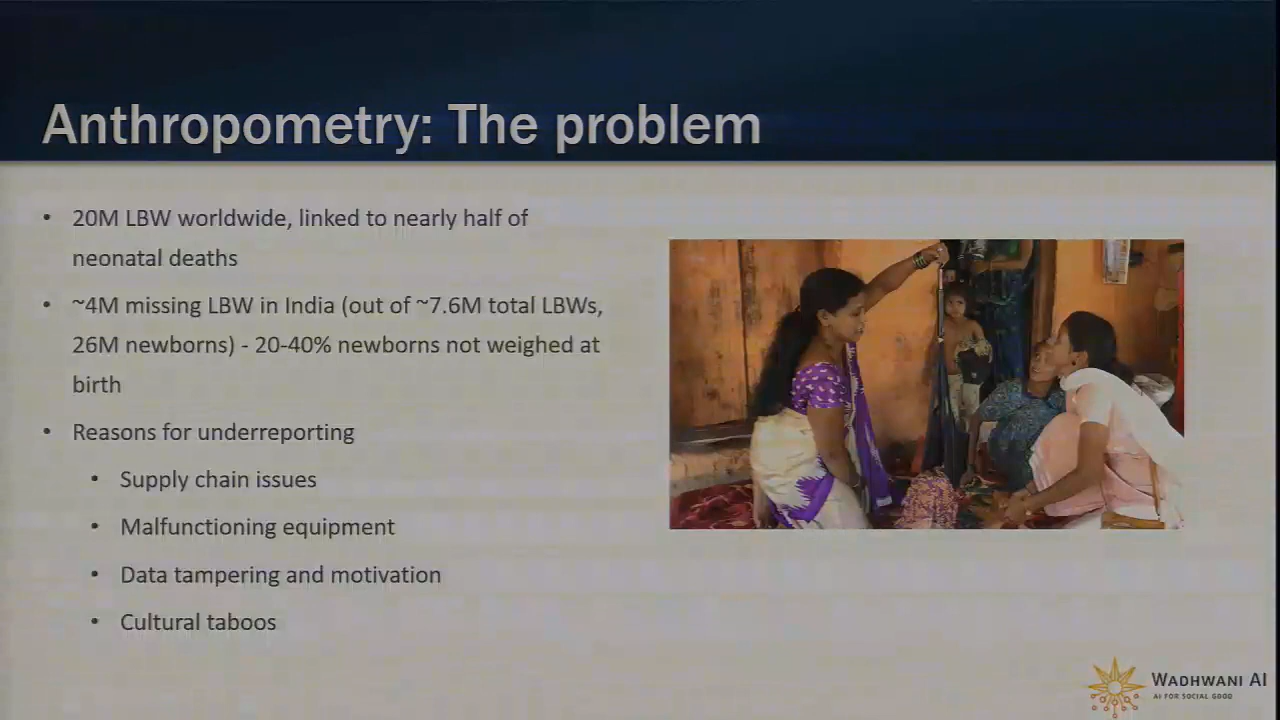 Anthropometry: The problem
• 20M LBW worldwide, linked to nearly half of
neonatal deaths
• ~4M missing LBW in India (out of ~7.6M total LBWs,
26M newborns) - 20-40% newborns not weighed at
birth
• Reasons for underreporting
• Supply chain issues
• Malfunctioning equipment
• Data tampering and motivation
• Cultural taboos
WADHWANI AI
AI FOR SOCIAL GOOD